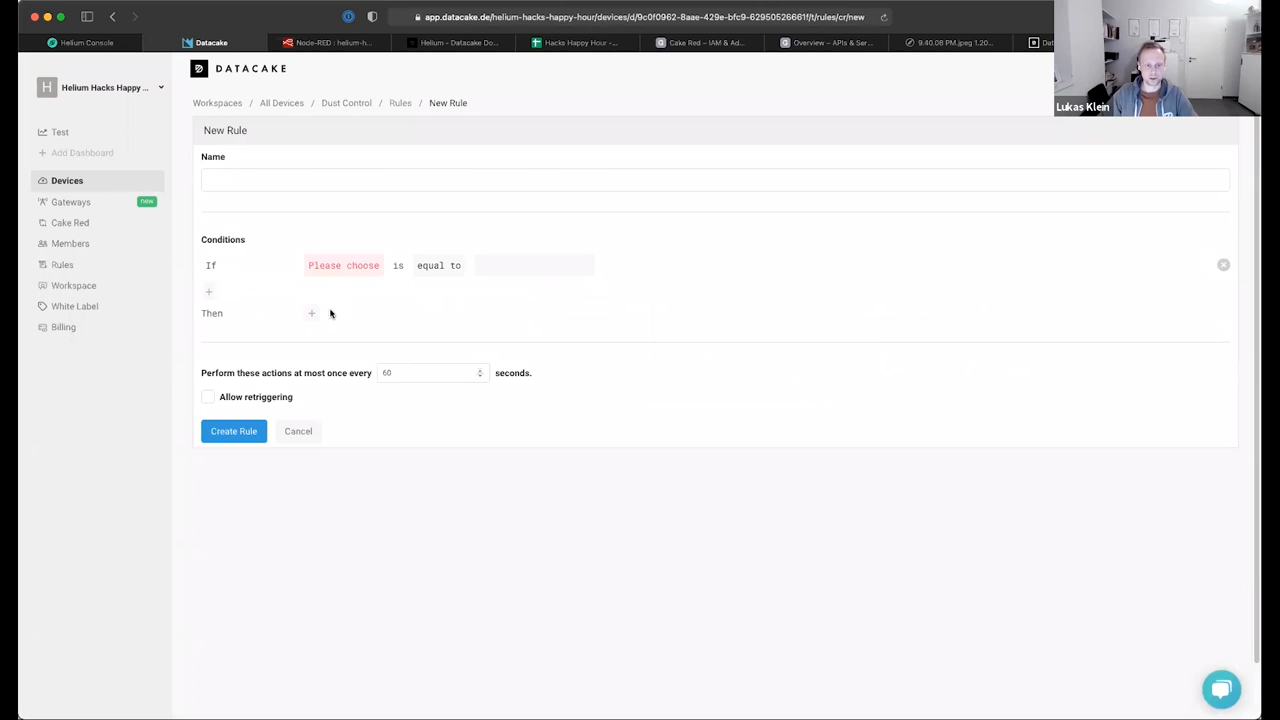 app.datacake.de/helium-hacks-happy-hour/devices/d/9c0f0962-8aae-429e-bfc9-62950526661f/t/rules/cr/new
Helium Console
Datacake
Node-RED : helium-h...
Helium – Datacake Do...
Hacks Happy Hour -...
Cake Red – IAM & Ad...
Overview – APIs & Ser...
9.40.08 PM.jpeg 1.20...
Lukas Klein
H Helium Hacks Happy ...
DATACAKE
Workspaces / All Devices / Dust Control / Rules / New Rule
Test
Add Dashboard
Devices
Gateways new
Cake Red
Members
Rules
Workspace
White Label
Billing
New Rule
Name
Conditions
If Please choose is equal to
+
Then +
Perform these actions at most once every 60 seconds.
Allow retriggering
Create Rule Cancel